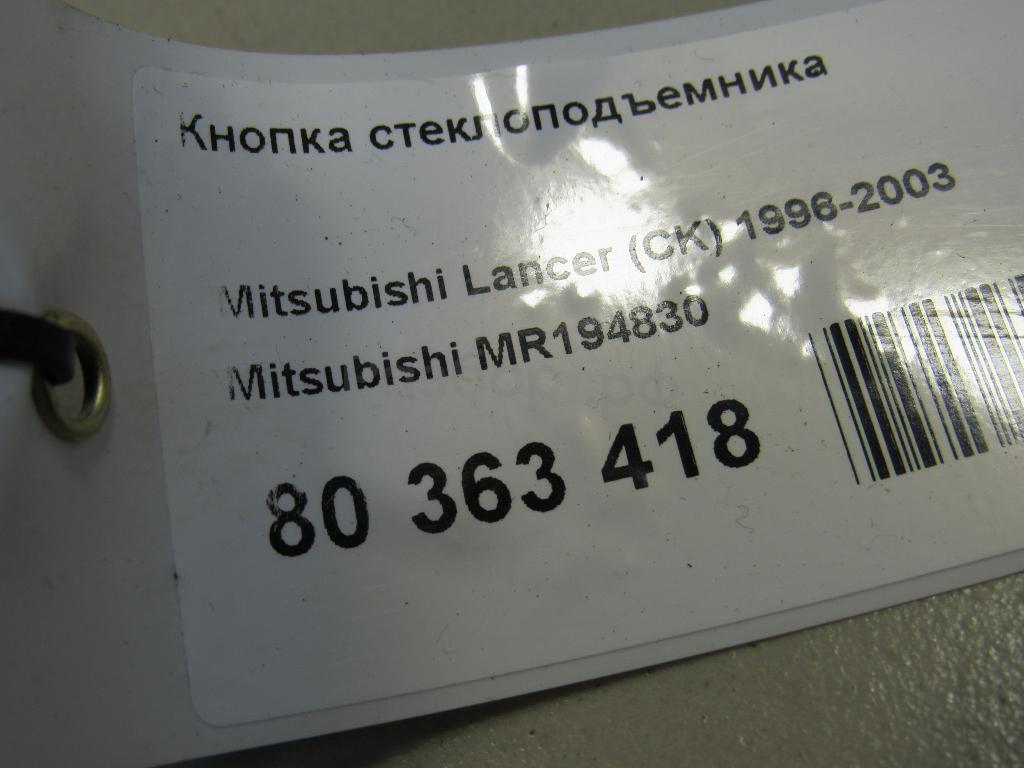 Кнопка стеклоподъемника
Mitsubishi Lancer (CK) 1996-2003
Mitsubishi MR194830
80 363 418